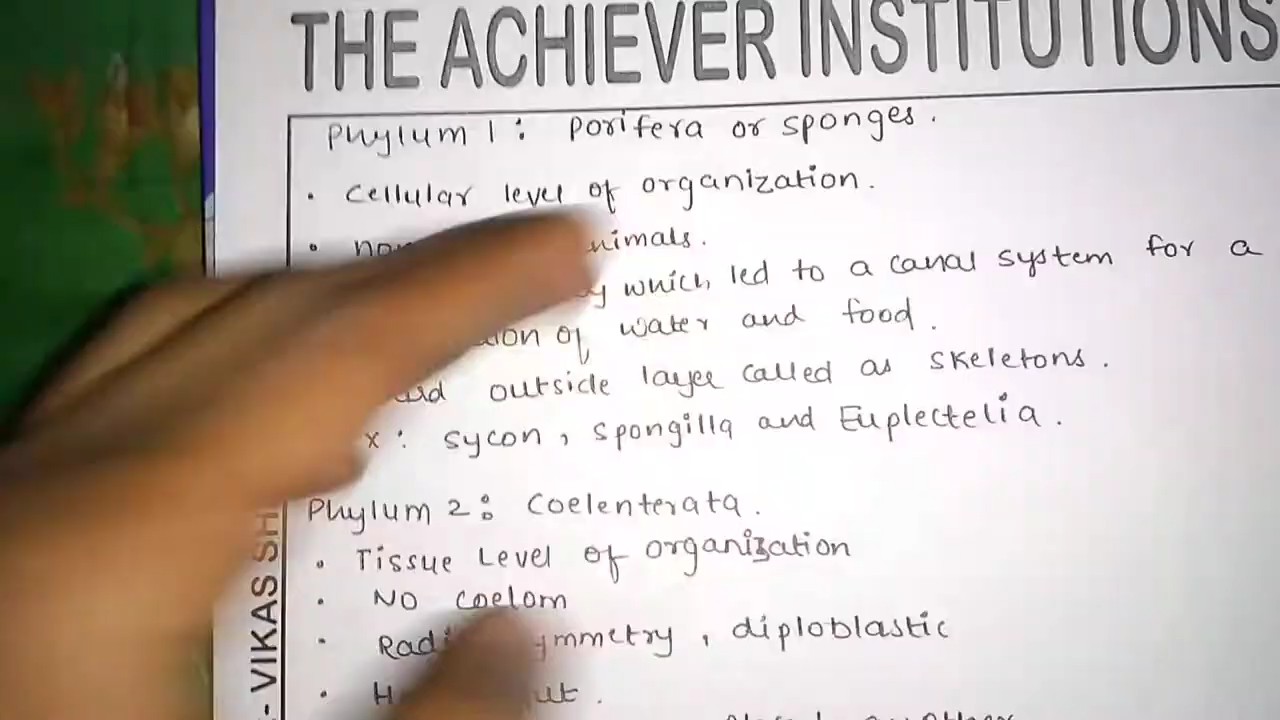 THE ACHIEVER INSTITUTIONS
Phylum 1 : Porifera or sponges.
• Cellular level of organization.
•
which led to a canal system for a
of water and food.
outside layer called as skeletons.
: sycon, Spongilla and Euplectelia.
Phylum 2 : Coelenterata.
• Tissue Level of organization
• NO coelom
• , diploblastic
•
- VIKAS